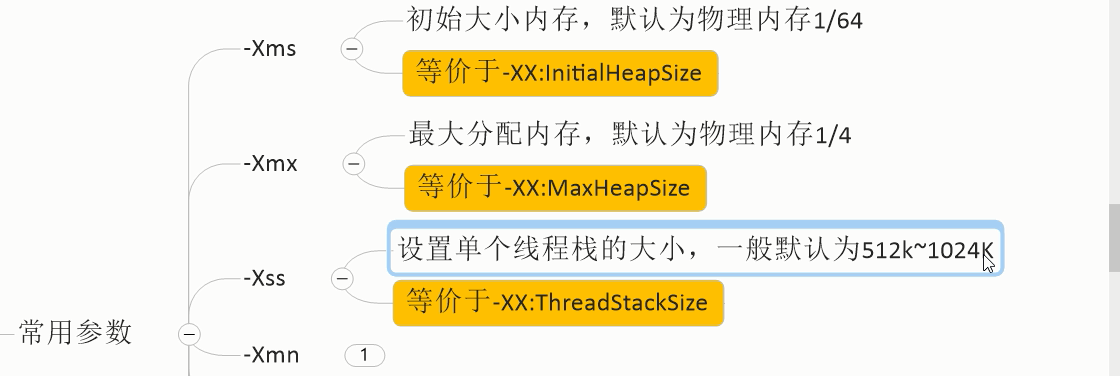 初始大小内存，默认为物理内存1/64
-Xms
等价于-XX:InitialHeapSize
最大分配内存，默认为物理内存1/4
-Xmx
等价于-XX:MaxHeapSize
设置单个线程栈的大小，一般默认为512k~1024K
-Xss
等价于-XX:ThreadStackSize
常用参数
-Xmn
1